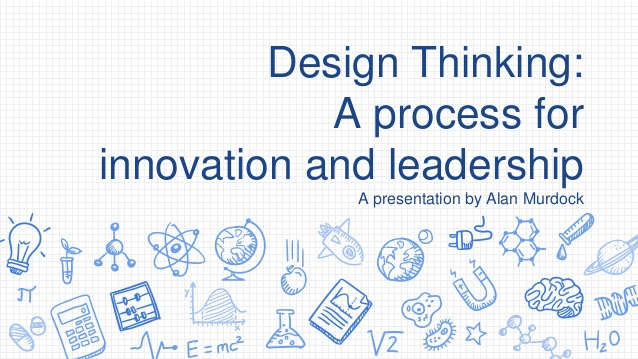 Design Thinking:
A process for
innovation and leadership
A presentation by Alan Murdock
π
y
x
E=mc²
√2
H₂O